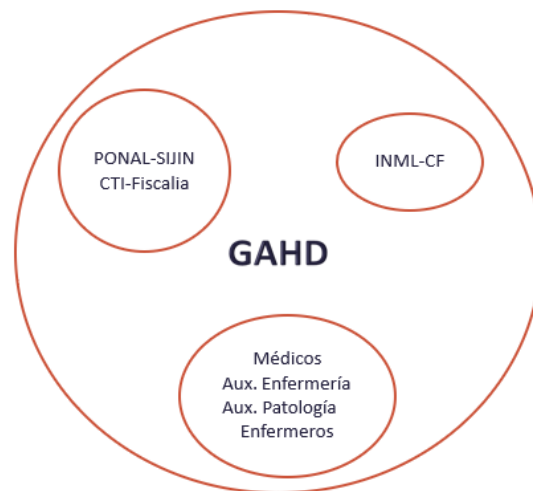 PONAL-SIJIN
CTI-Fiscalia
INML-CF
GAHD
Médicos
Aux. Enfermería
Aux. Patología
Enfermeros